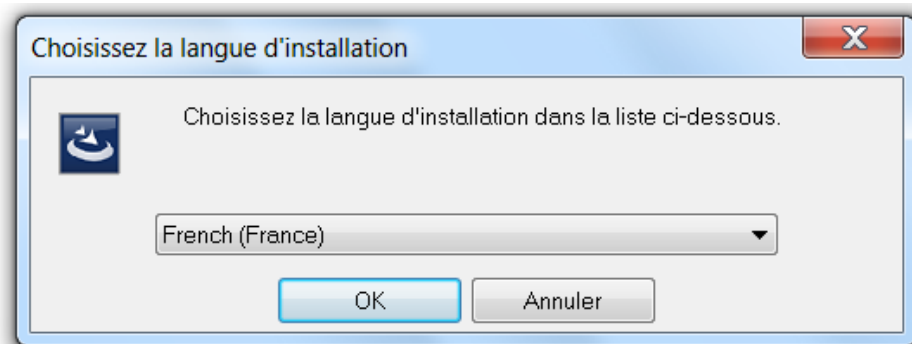 Choisissez la langue d'installation
Choisissez la langue d'installation dans la liste ci-dessous.
French (France)
OK
Annuler